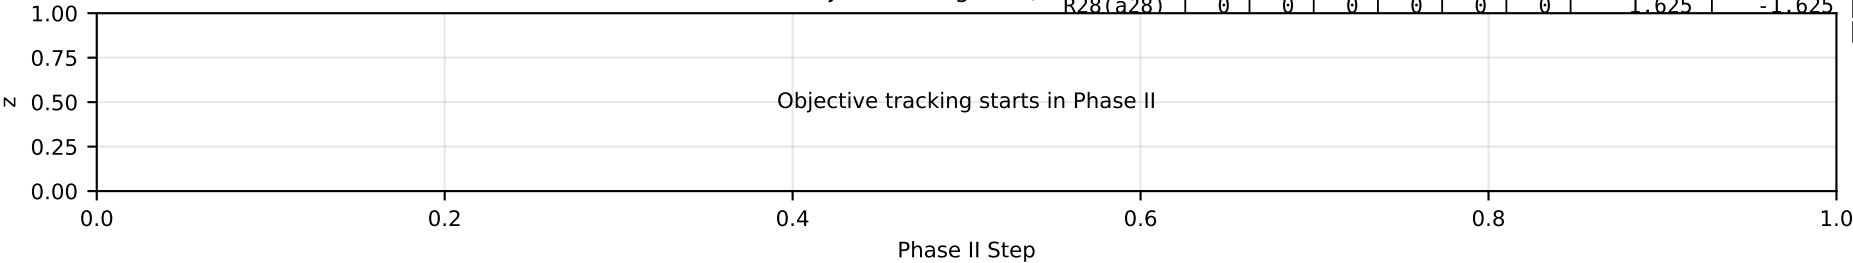 R28(a28) | 0 | 0 | 0 | 0 | 0 | 0 | 1.625 | -1.625
1.00
0.75
0.50
0.25
0.00
z
Objective tracking starts in Phase II
0.0 0.2 0.4 0.6 0.8 1.0
Phase II Step